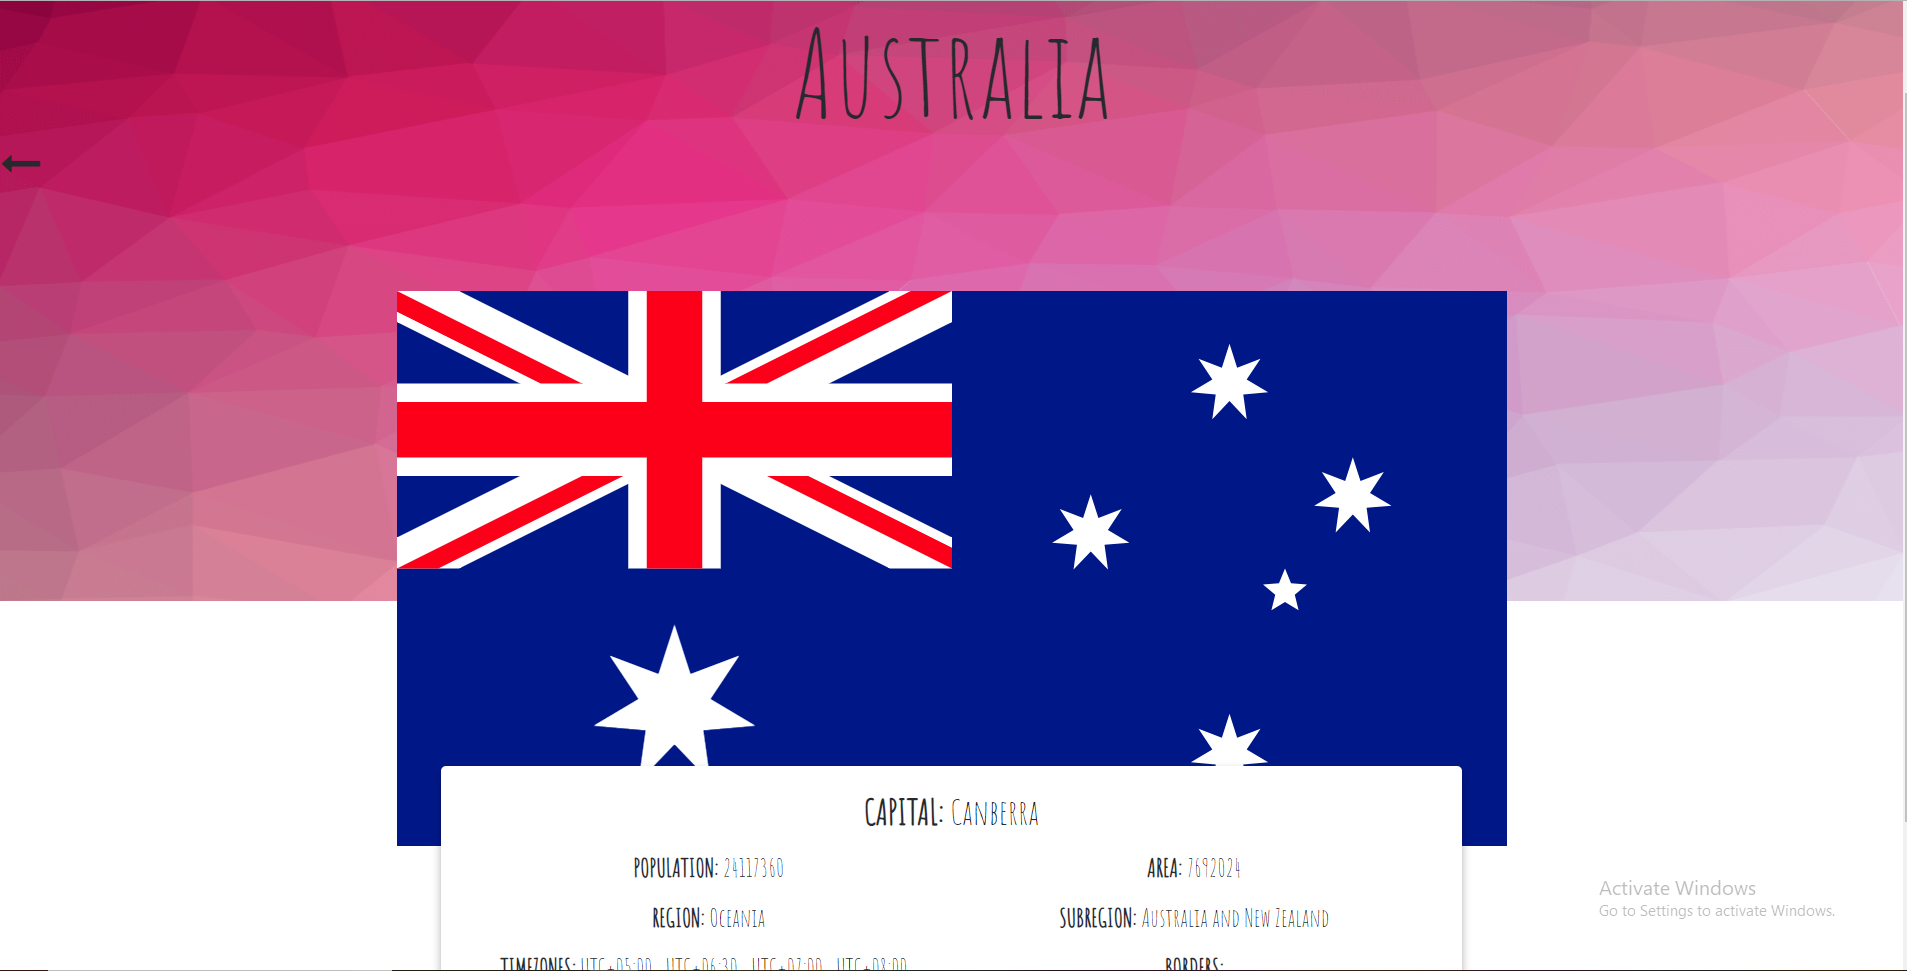 Australia
CAPITAL: Canberra
POPULATION: 24117360
AREA: 7692024
REGION: Oceania
SUBREGION: Australia and New Zealand
TIMEZONES: UTC+05:00 UTC+06:30 UTC+07:00 UTC+08:00
BORDERS:
Activate Windows
Go to Settings to activate Windows.